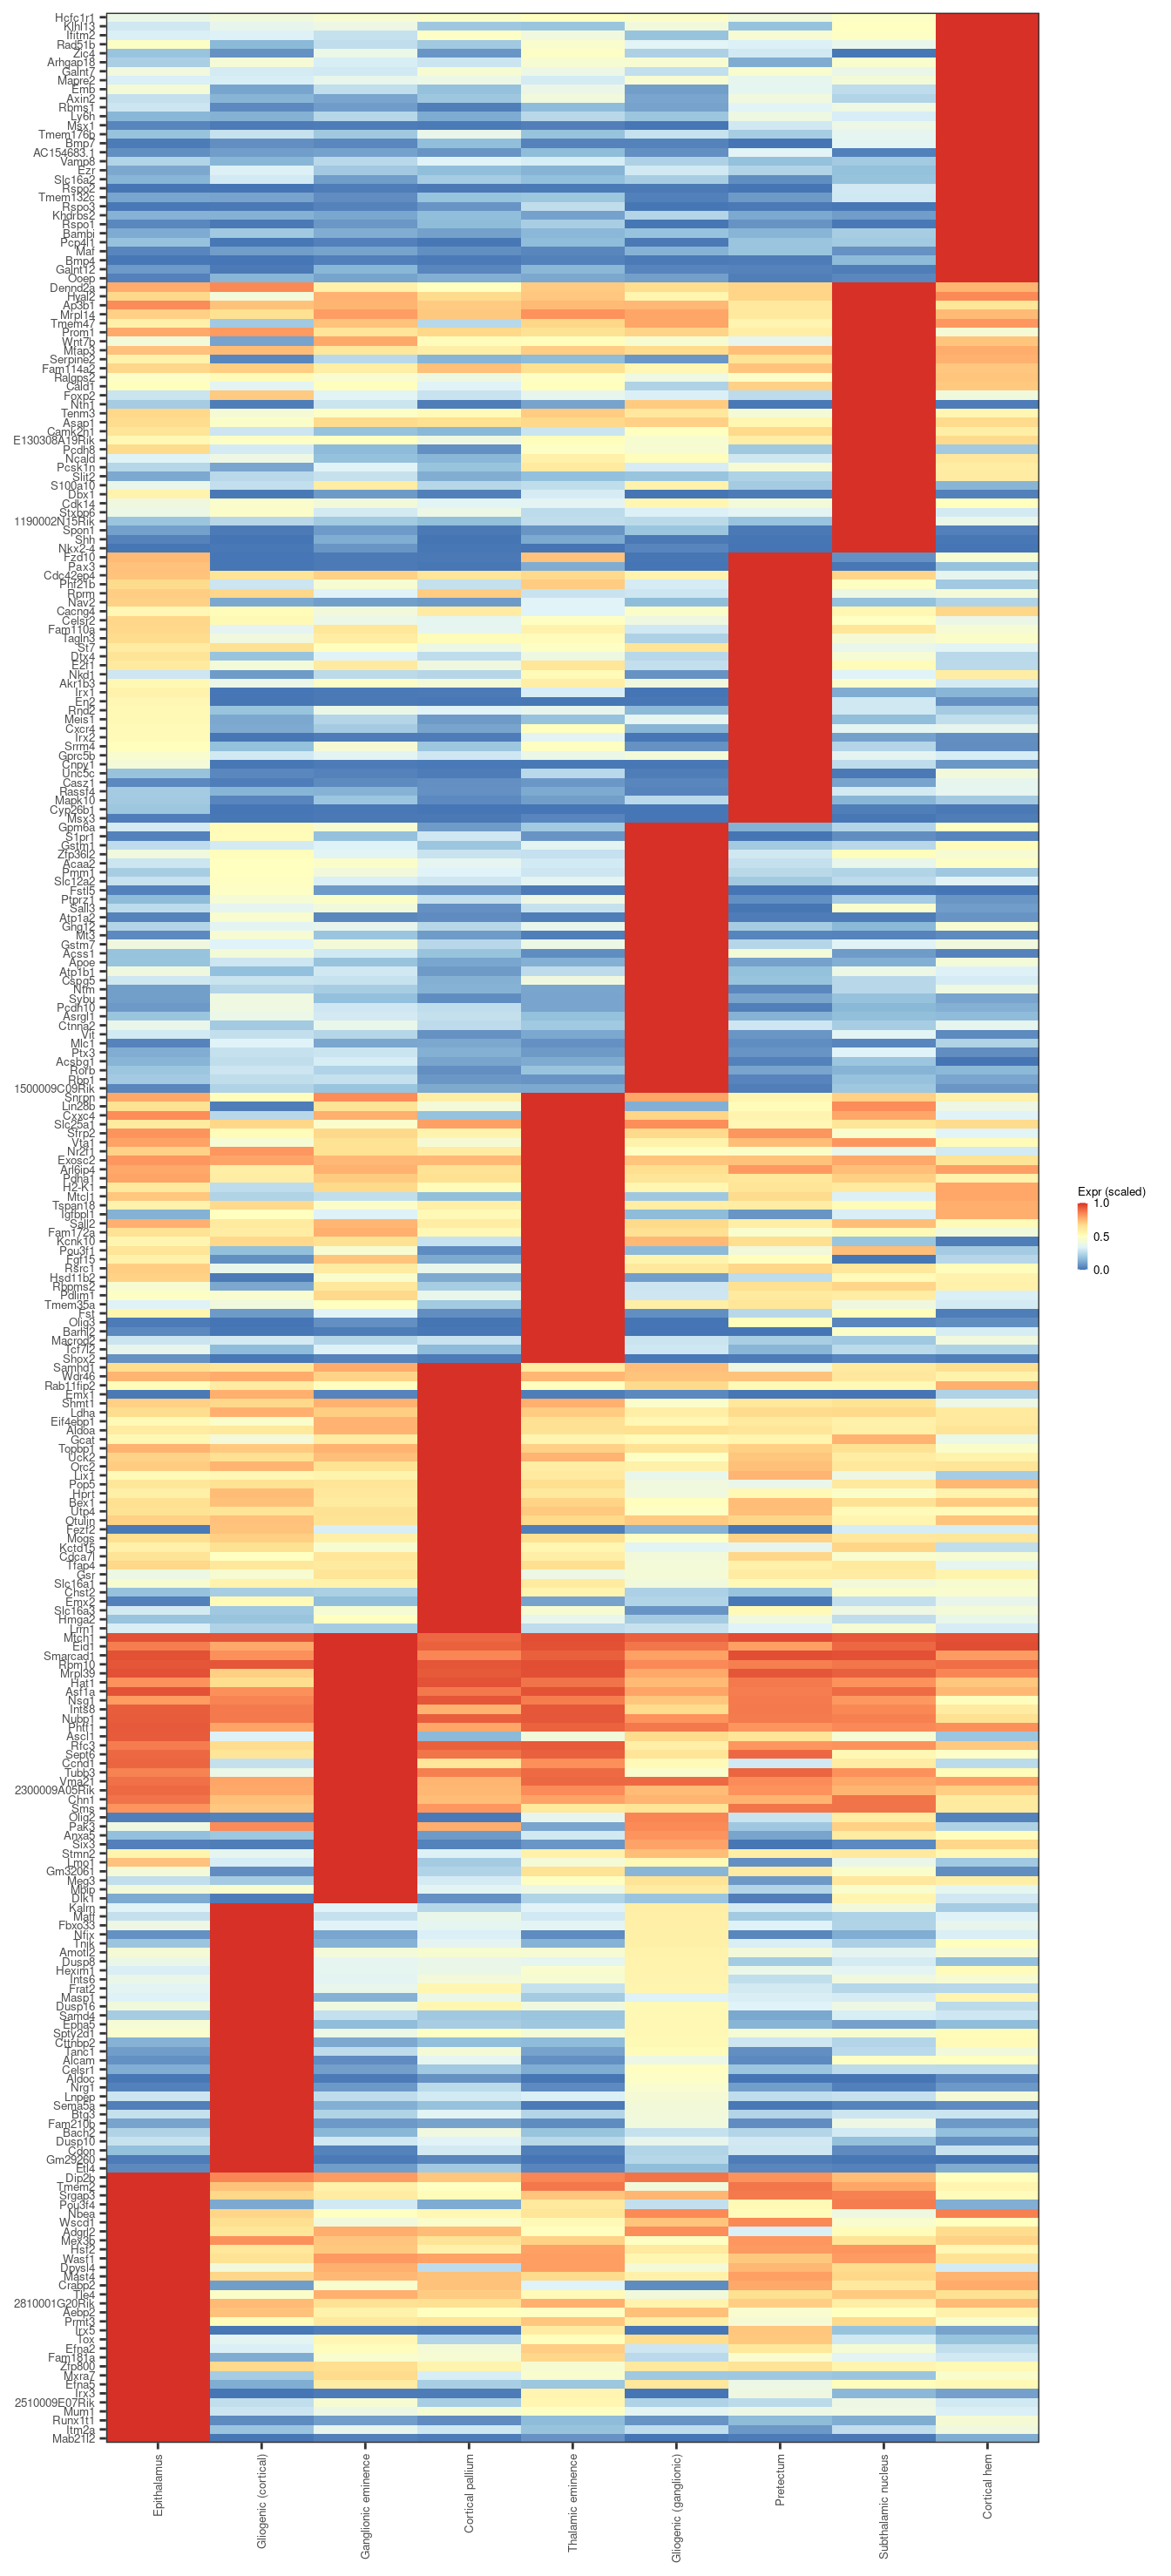 Hcfc1r1
Klhl13
Ifitm2
Rad51b
Zic4
Arhgap18
Galnt7
Mapre2
Emb
Axin2
Rbms1
Ly6h
Msx1
Tmem176b
Bmp7
AC154683.1
Vamp8
Ezr
Slc16a2
Rspo2
Tmem132c
Rspo3
Khdrbs2
Rspo1
Bambi
Pcp4l1
Maf
Bmp4
Galnt12
Ooep
Dennd2a
Hyal2
Ap3b1
Mrpl14
Tmem47
Prom1
Wnt7b
Mtap3
Serpine2
Fam114a2
Ralgps2
Cald1
Foxp2
Nth1
Tenm3
Asap1
Camk2n1
E130308A19Rik
Pcdh8
Ncald
Pcsk1n
Slit2
S100a10
Dbx1
Cdk14
Stxbp6
1190002N15Rik
Spon1
Shh
Nkx2-4
Fzd10
Pax3
Cdc42ep4
Phf21b
Rprm
Nav2
Cacng4
Celsr2
Fam110a
Tagln3
St7
Dtx4
E2f1
Nkd1
Akr1b3
Irx1
En2
Rnd2
Meis1
Cxcr4
Irx2
Srrm4
Gprc5b
Cnpy1
Unc5c
Casz1
Rassf4
Mapk10
Cyp26b1
Msx3
Gpm6a
S1pr1
Gstm1
Zfp36l2
Acaa2
Pmm1
Slc12a2
Fstl5
Ptprz1
Sall3
Atp1a2
Gng12
Mt3
Gstm7
Acss1
Apoe
Atp1b1
Cspg5
Ntm
Sybu
Pcdh10
Asrgl1
Ctnna2
Vit
Mlc1
Ptx3
Acsbg1
Rorb
Rbp1
1500009C09Rik
Snrpn
Lin28b
Cxxc4
Slc25a1
Sfrp2
Vta1
Nr2f1
Exosc2
Arl6ip4
Pdha1
H2-K1
Mtcl1
Tspan18
Igfbpl1
Sall2
Fam172a
Kcnk10
Pou3f1
Fgf15
Rsrc1
Hsd11b2
Rbpms2
Pdlim1
Tmem35a
Fst
Olig3
Barhl2
Macrod2
Tcf7l2
Shox2
Samhd1
Wdr46
Rab11fip2
Emx1
Shmt1
Ldha
Eif4ebp1
Aldoa
Gcat
Topbp1
Uck2
Orc2
Lix1
Pop5
Hprt
Bex1
Utp4
Otulin
Fezf2
Mogs
Kctd15
Cdca7l
Tfap4
Gsr
Slc16a1
Chst2
Emx2
Slc16a3
Hmga2
Lrrn1
Mtch1
Eid1
Smarcad1
Rbm10
Mrpl39
Hat1
Asf1a
Nsg1
Ints8
Nubp1
Phf1
Ascl1
Rfc3
Sept6
Ccnd1
Tubb3
Vma21
2300009A05Rik
Chn1
Sms
Olig2
Pak3
Anxa5
Six3
Stmn2
Lmo1
Gm32061
Meg3
Mbip
Dlk1
Kalrn
Maff
Fbxo33
Nfix
Tnik
Amotl2
Dusp8
Hexim1
Ints6
Frat2
Masp1
Dusp16
Samd4
Epha5
Spty2d1
Cttnbp2
Tanc1
Alcam
Celsr1
Aldoc
Nrg1
Lnpep
Sema5a
Btg3
Fam210b
Bach2
Dusp10
Cdon
Gm29260
Etl4
Dip2b
Tmem2
Srgap3
Pou3f4
Nbea
Wscd1
Adgrl2
Mex3b
Hsf2
Wasf1
Dpysl4
Mast4
Crabp2
Tle4
2810001G20Rik
Aebp2
Prmt3
Irx5
Tox
Efna2
Fam181a
Zfp800
Mxra7
Efna5
Irx3
2510009E07Rik
Mum1
Runx1t1
Itm2a
Mab21l2
Epithalamus
Gliogenic (cortical)
Ganglionic eminence
Cortical pallium
Thalamic eminence
Gliogenic (ganglionic)
Pretectum
Subthalamic nucleus
Cortical hem
Expr (scaled)
1.0
0.5
0.0